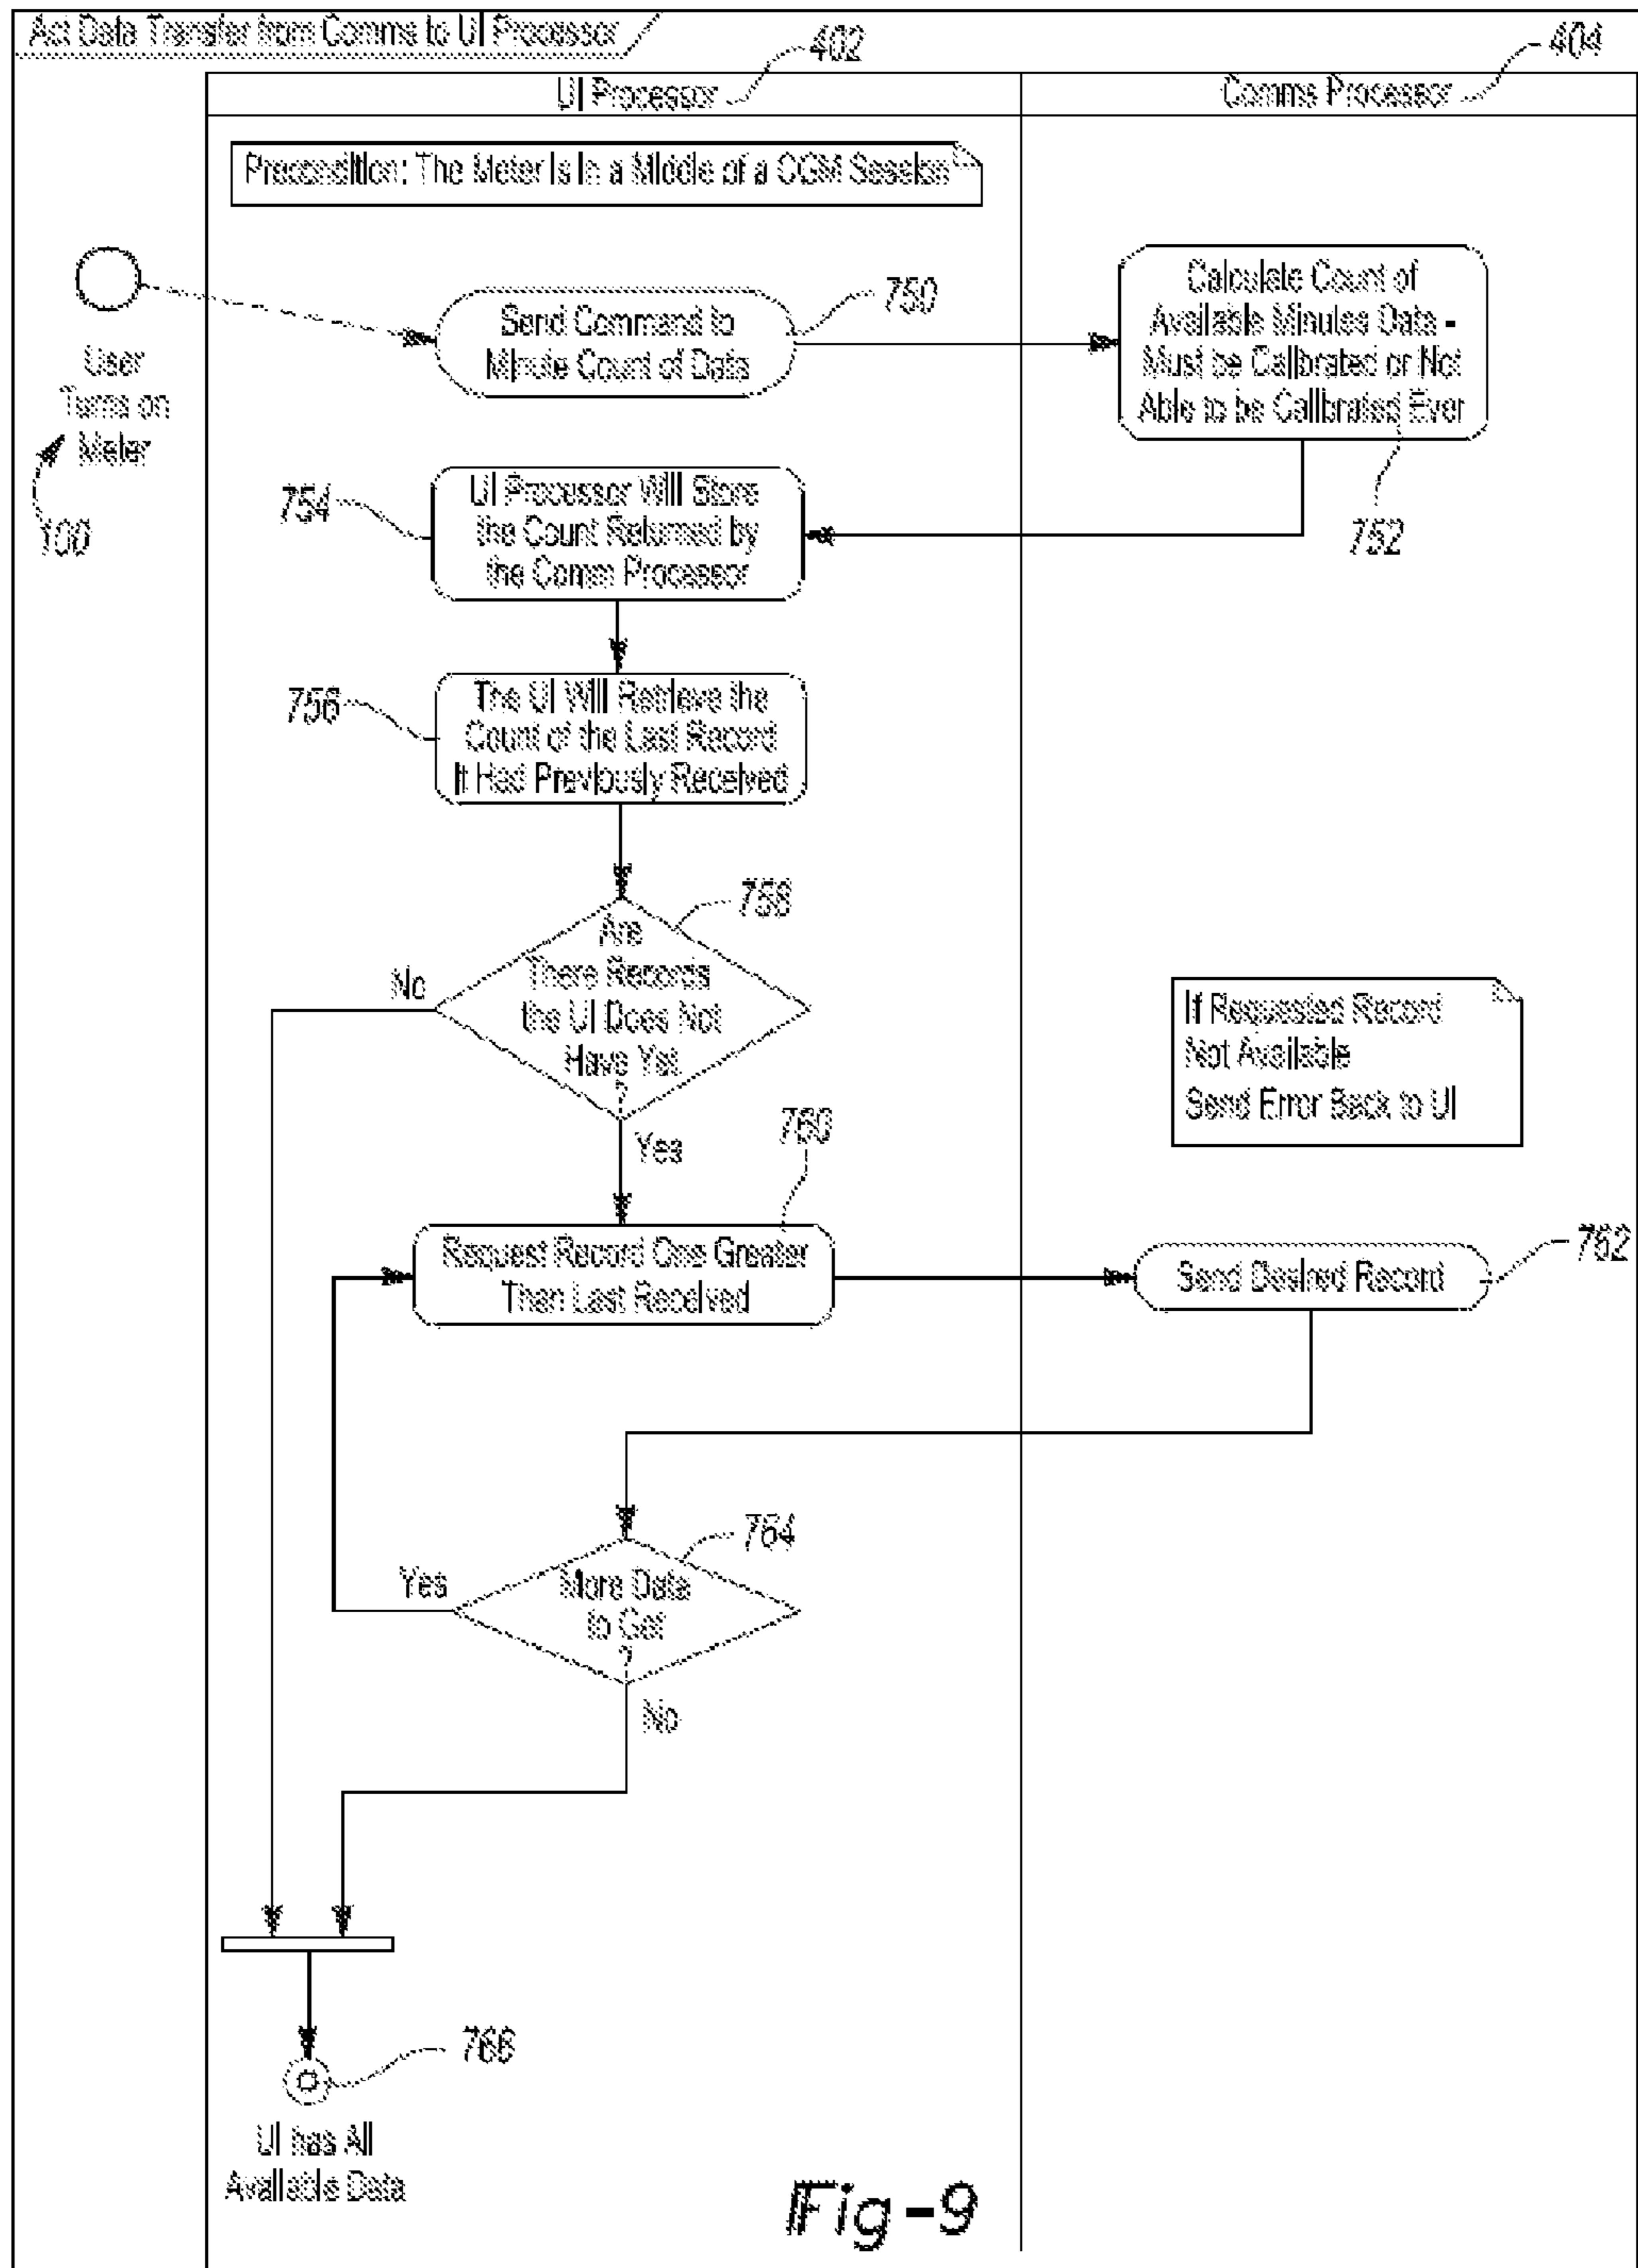 Act Data Transfer from Comms to UI Processor
402
404
UI Processor
Comms Processor
Precondition: The Meter is in a Middle of a CGM Session
User
Turns on
Meter
100
Send Command to
Minute Count of Data
750
Calculate Count of
Available Minutes Data -
Must be Calibrated or Not
Able to be Calibrated Ever
752
754
UI Processor Will Store
the Count Returned by
the Comm Processor
756
The UI Will Retrieve the
Count of the Last Record
It Had Previously Received
758
Are
There Records
the UI Does Not
Have Yet
?
No
Yes
If Requested Record
Not Available
Send Error Back to UI
760
Request Record One Greater
Than Last Received
762
Send Desired Record
764
More Data
to Get
?
Yes
No
766
UI has All
Available Data
Fig-9